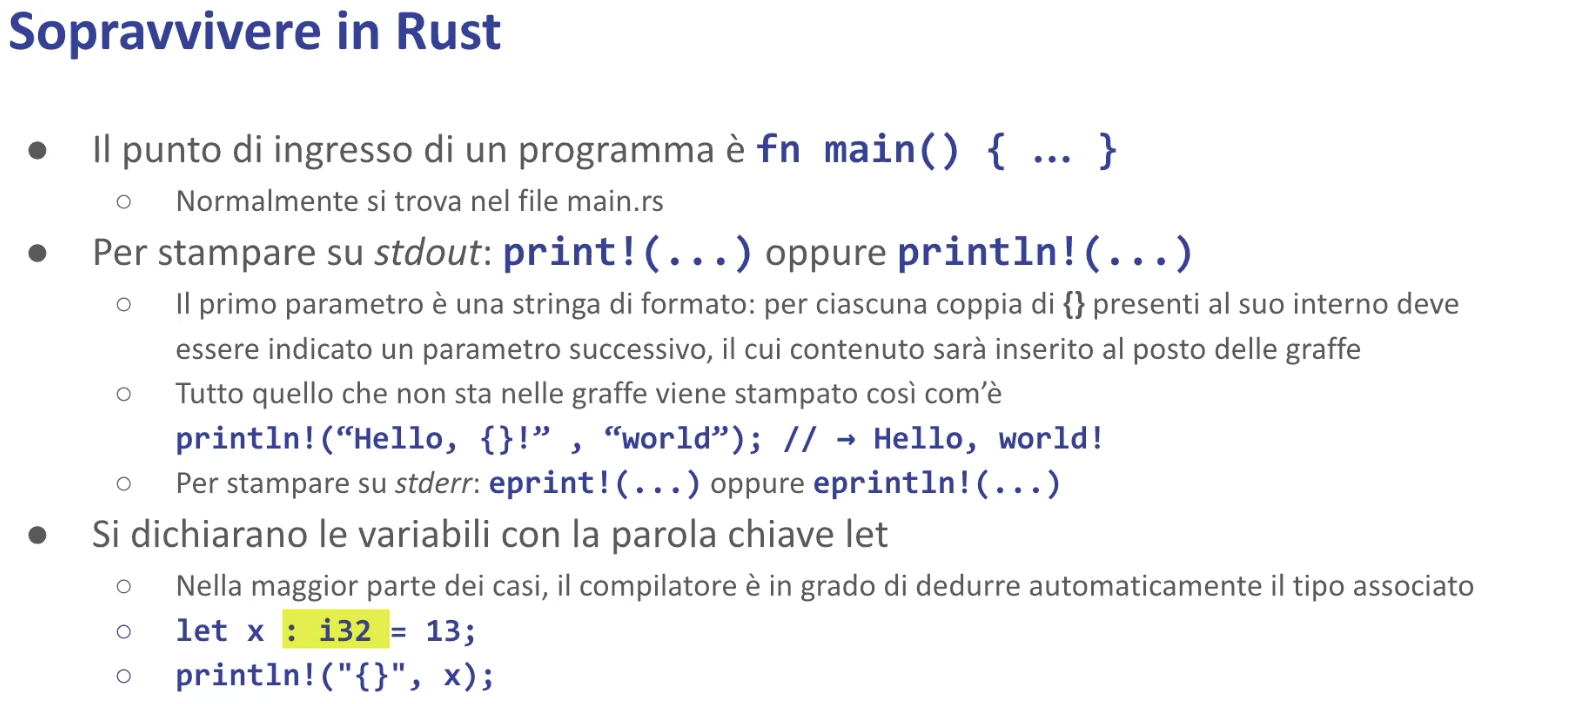 Sopravvivere in Rust
● Il punto di ingresso di un programma è fn main() { … }
○ Normalmente si trova nel file main.rs
● Per stampare su stdout: print!(...) oppure println!(...)
○ Il primo parametro è una stringa di formato: per ciascuna coppia di {} presenti al suo interno deve
essere indicato un parametro successivo, il cui contenuto sarà inserito al posto delle graffe
○ Tutto quello che non sta nelle graffe viene stampato così com’è
println!(“Hello, {}!” , “world”); // → Hello, world!
○ Per stampare su stderr: eprint!(...) oppure eprintln!(...)
● Si dichiarano le variabili con la parola chiave let
○ Nella maggior parte dei casi, il compilatore è in grado di dedurre automaticamente il tipo associato
○ let x : i32 = 13;
○ println!("{}", x);